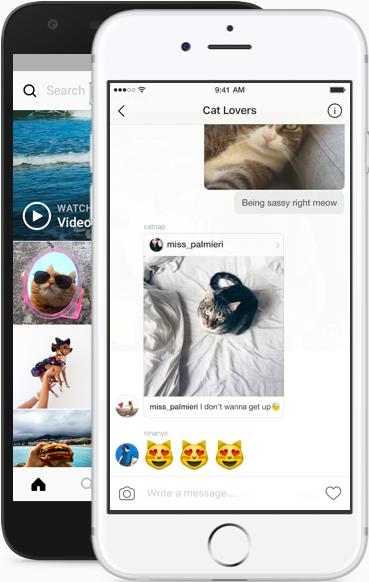 Search
WATCH
Video
9:41 AM
Cat Lovers
Being sassy right meow
catnap
miss_palmieri
miss_palmieri I don't wanna get up
ninanyc
Write a message...